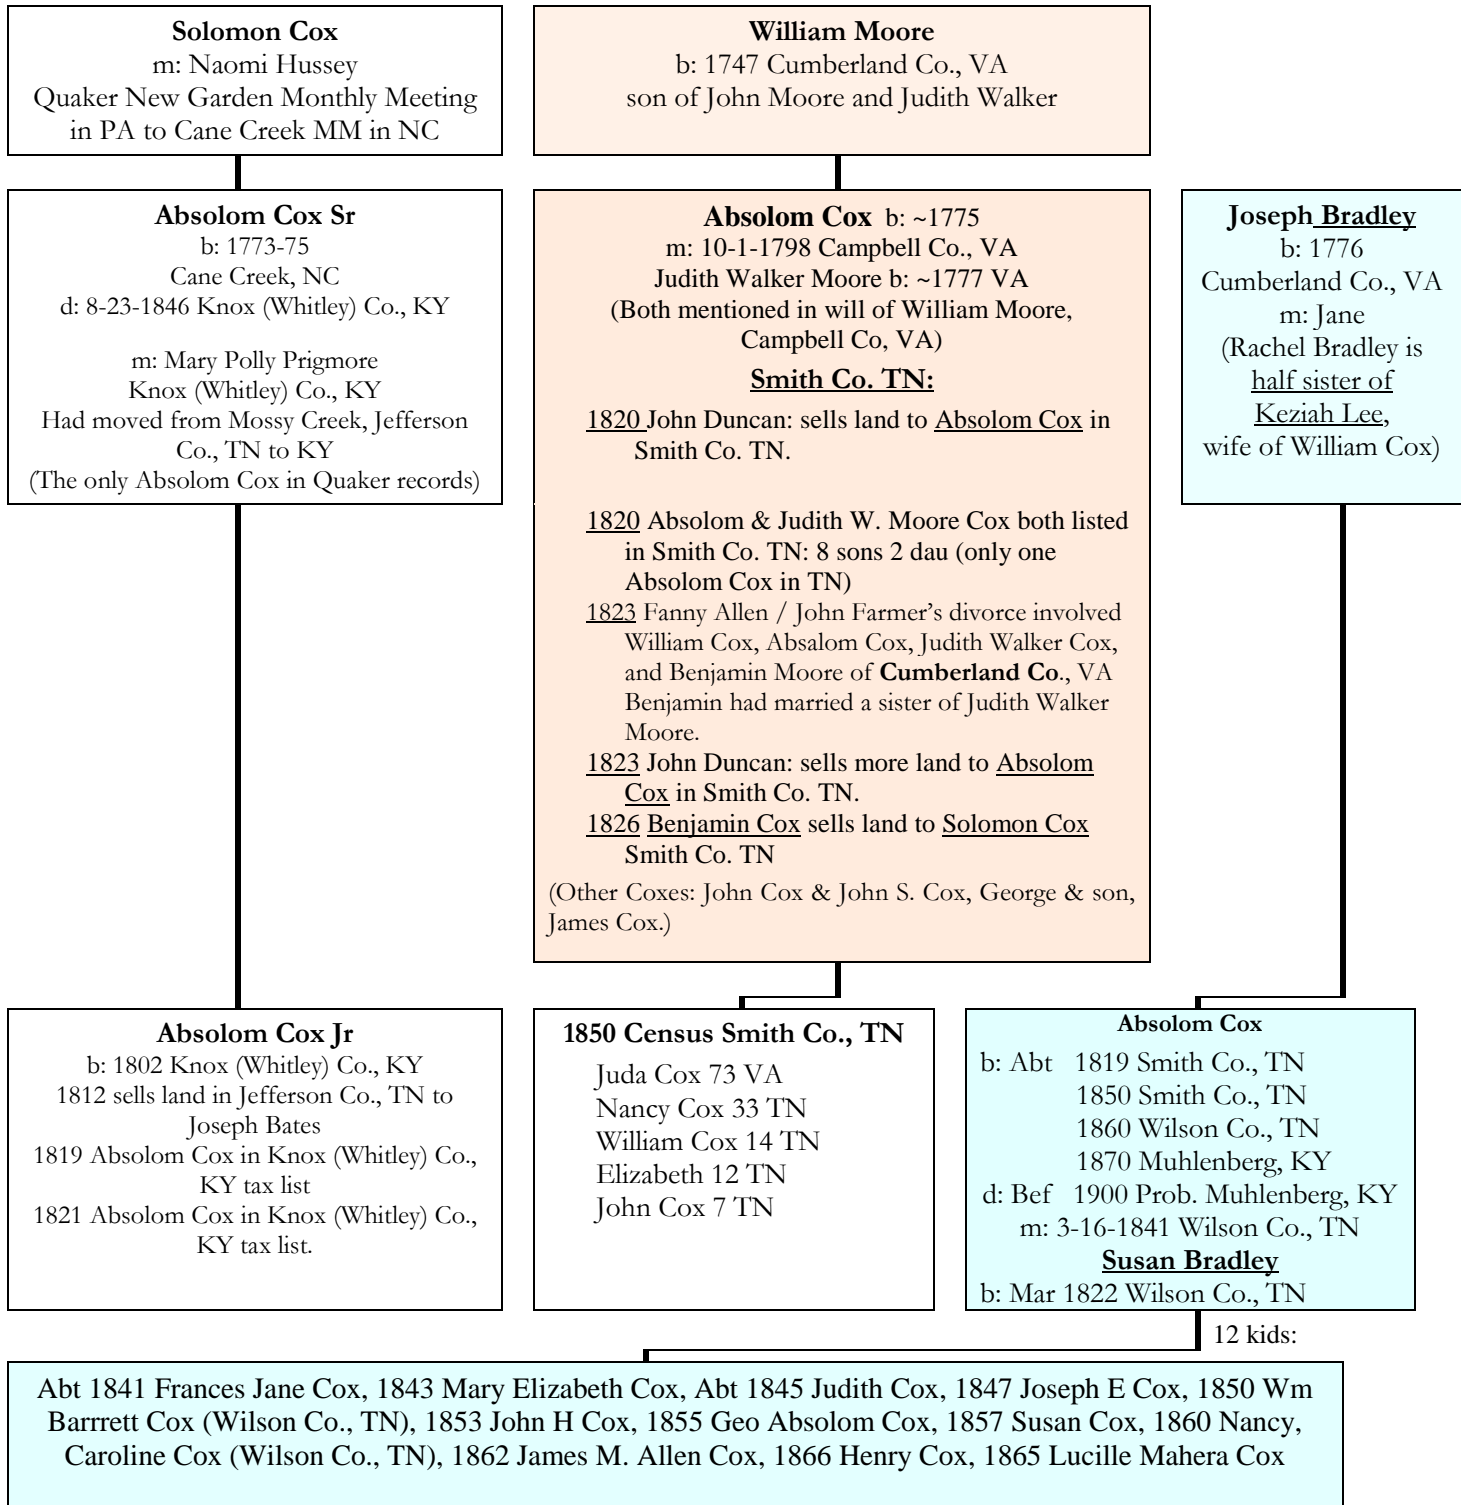 Solomon Cox
m: Naomi Hussey
Quaker New Garden Monthly Meeting
in PA to Cane Creek MM in NC
William Moore
b: 1747 Cumberland Co., VA
son of John Moore and Judith Walker
Absolom Cox Sr
b: 1773-75
Cane Creek, NC
d: 8-23-1846 Knox (Whitley) Co., KY
m: Mary Polly Prigmore
Knox (Whitley) Co., KY
Had moved from Mossy Creek, Jefferson
Co., TN to KY
(The only Absolom Cox in Quaker records)
Absolom Cox b: ~1775
m: 10-1-1798 Campbell Co., VA
Judith Walker Moore b: ~1777 VA
(Both mentioned in will of William Moore,
Campbell Co, VA)
Smith Co. TN:
1820 John Duncan: sells land to Absolom Cox in
Smith Co. TN.
1820 Absolom & Judith W. Moore Cox both listed
in Smith Co. TN: 8 sons 2 dau (only one
Absolom Cox in TN)
1823 Fanny Allen / John Farmer's divorce involved
William Cox, Absalom Cox, Judith Walker Cox,
and Benjamin Moore of Cumberland Co., VA
Benjamin had married a sister of Judith Walker
Moore.
1823 John Duncan: sells more land to Absolom
Cox in Smith Co. TN.
1826 Benjamin Cox sells land to Solomon Cox
Smith Co. TN
(Other Coxes: John Cox & John S. Cox, George & son,
James Cox.)
Joseph Bradley
b: 1776
Cumberland Co., VA
m: Jane
(Rachel Bradley is
half sister of
Keziah Lee,
wife of William Cox)
Absolom Cox Jr
b: 1802 Knox (Whitley) Co., KY
1812 sells land in Jefferson Co., TN to
Joseph Bates
1819 Absolom Cox in Knox (Whitley) Co.,
KY tax list
1821 Absolom Cox in Knox (Whitley) Co.,
KY tax list.
1850 Census Smith Co., TN
Juda Cox 73 VA
Nancy Cox 33 TN
William Cox 14 TN
Elizabeth 12 TN
John Cox 7 TN
Absolom Cox
b: Abt 1819 Smith Co., TN
1850 Smith Co., TN
1860 Wilson Co., TN
1870 Muhlenberg, KY
d: Bef 1900 Prob. Muhlenberg, KY
m: 3-16-1841 Wilson Co., TN
Susan Bradley
b: Mar 1822 Wilson Co., TN
12 kids:
Abt 1841 Frances Jane Cox, 1843 Mary Elizabeth Cox, Abt 1845 Judith Cox, 1847 Joseph E Cox, 1850 Wm
Barrrett Cox (Wilson Co., TN), 1853 John H Cox, 1855 Geo Absolom Cox, 1857 Susan Cox, 1860 Nancy,
Caroline Cox (Wilson Co., TN), 1862 James M. Allen Cox, 1866 Henry Cox, 1865 Lucille Mahera Cox